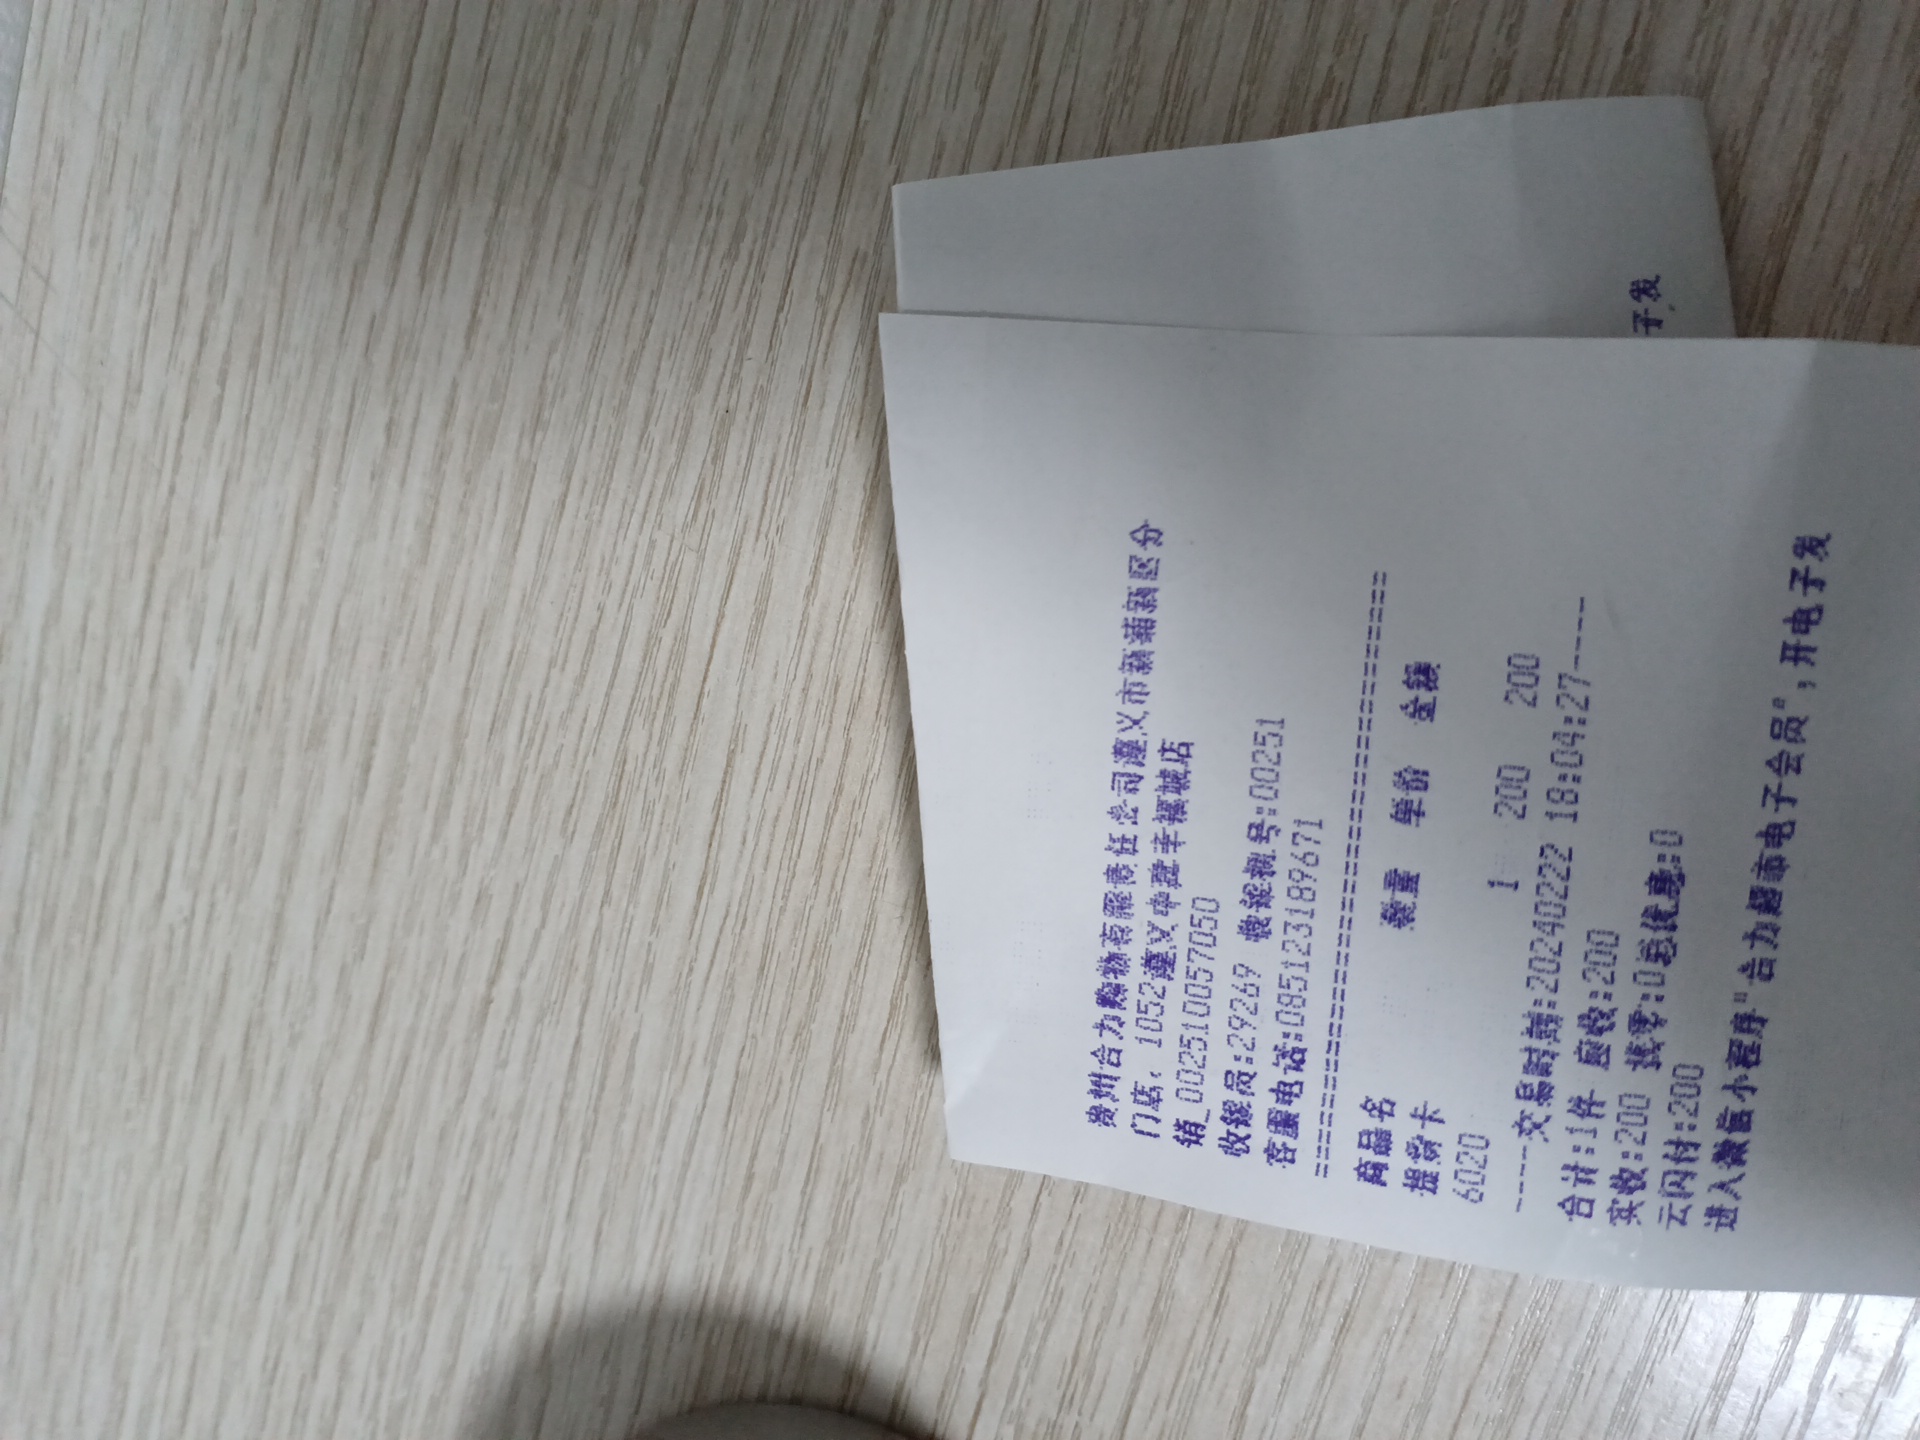 贵州合力购物有限责任公司遵义市新蒲新区分
门店: 1052遵义中建幸福城店
销_002510057050
收银员:29269 收银机号:00251
客服电话:085123189671
================================
商品名 数量 单价 金额
提货卡
6020 1 200 200
-----交易时间:20240222 18:04:27----
合计:1件 应收:200
实收:200 找零:0总优惠:0
云闪付:200
进入微信小程序"合力超市电子会员",开电子发
子发